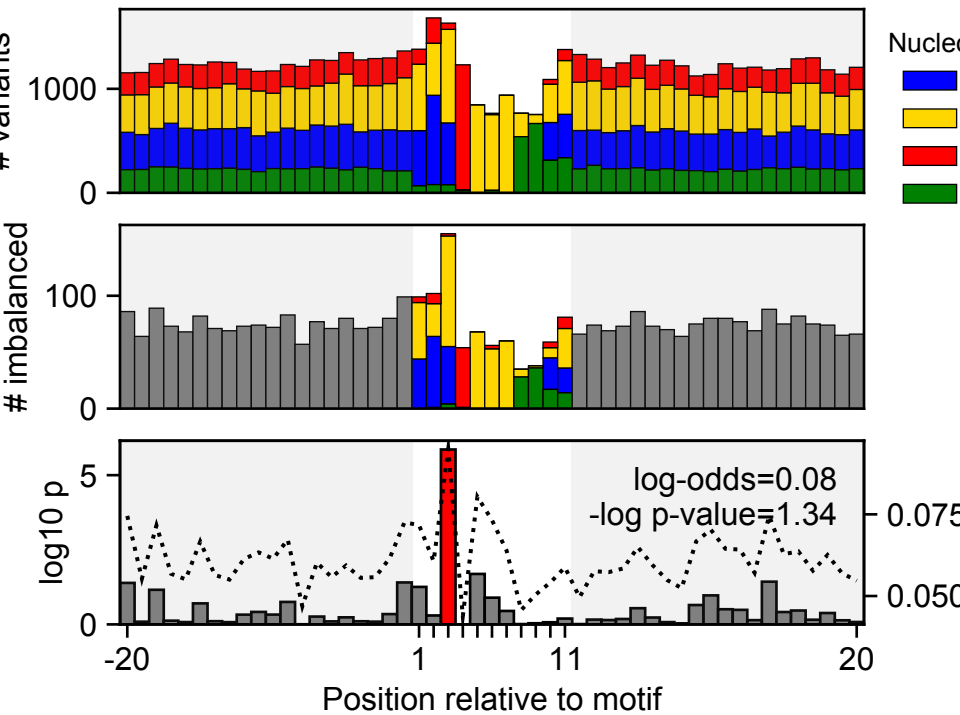 # variants
Nucleo
1000
0
# imbalanced
100
0
log10 p
5
0
log-odds=0.08
-log p-value=1.34
0.075
0.050
-20
1
11
20
Position relative to motif